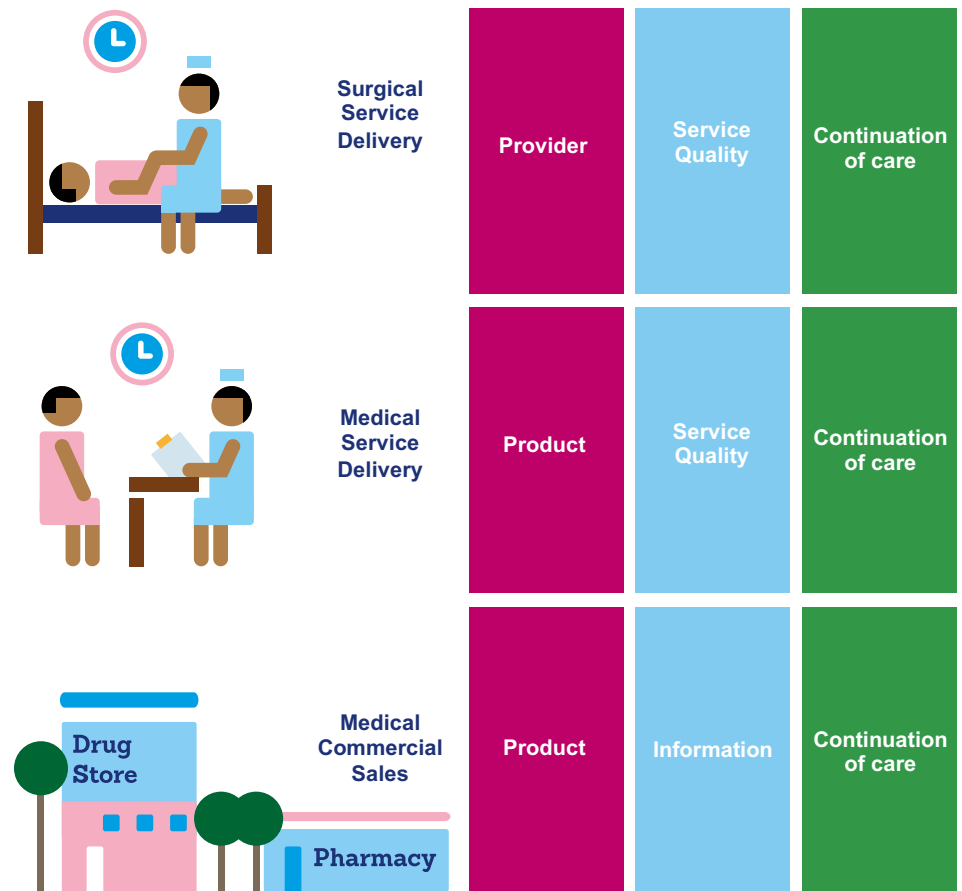 Surgical
Service
Delivery
Provider
Service
Quality
Continuation
of care
Medical
Service
Delivery
Product
Service
Quality
Continuation
of care
Drug
Store
Pharmacy
Medical
Commercial
Sales
Product
Information
Continuation
of care